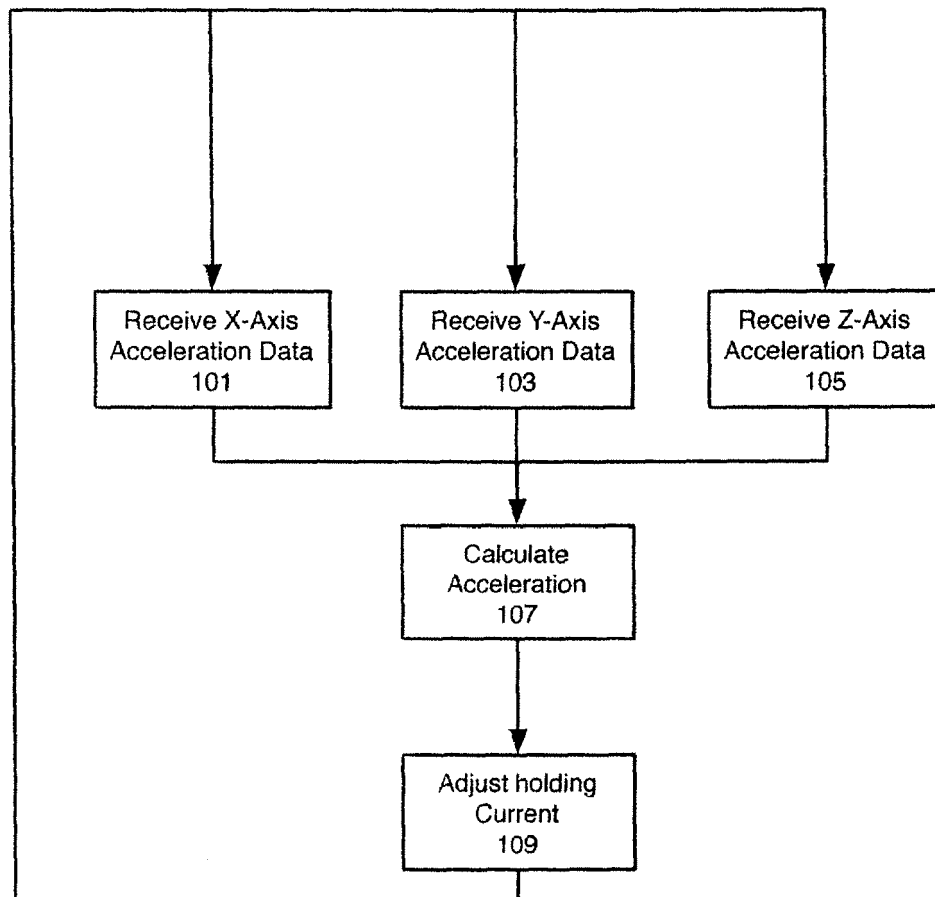 Receive X-Axis
Acceleration Data
101
Receive Y-Axis
Acceleration Data
103
Receive Z-Axis
Acceleration Data
105
Calculate
Acceleration
107
Adjust holding
Current
109